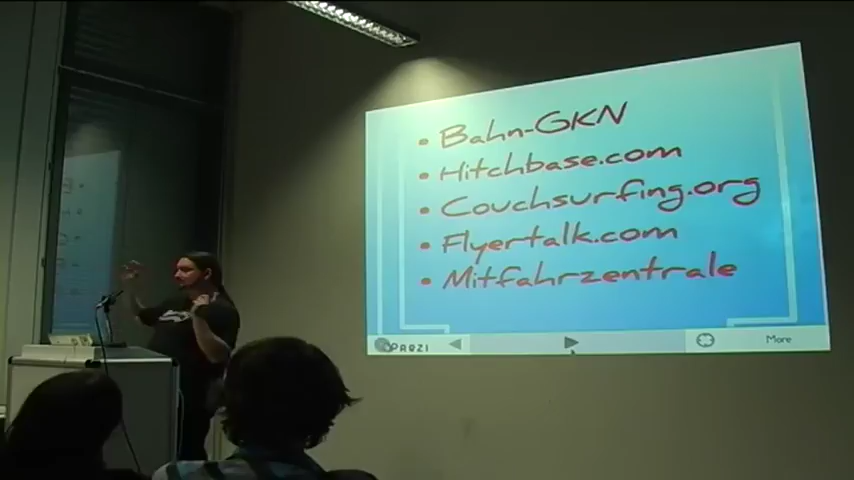 • Bahn-GKN
• Hitchbase.com
• Couchsurfing.org
• Flyertalk.com
• Mitfahrzentrale
PREZI
More